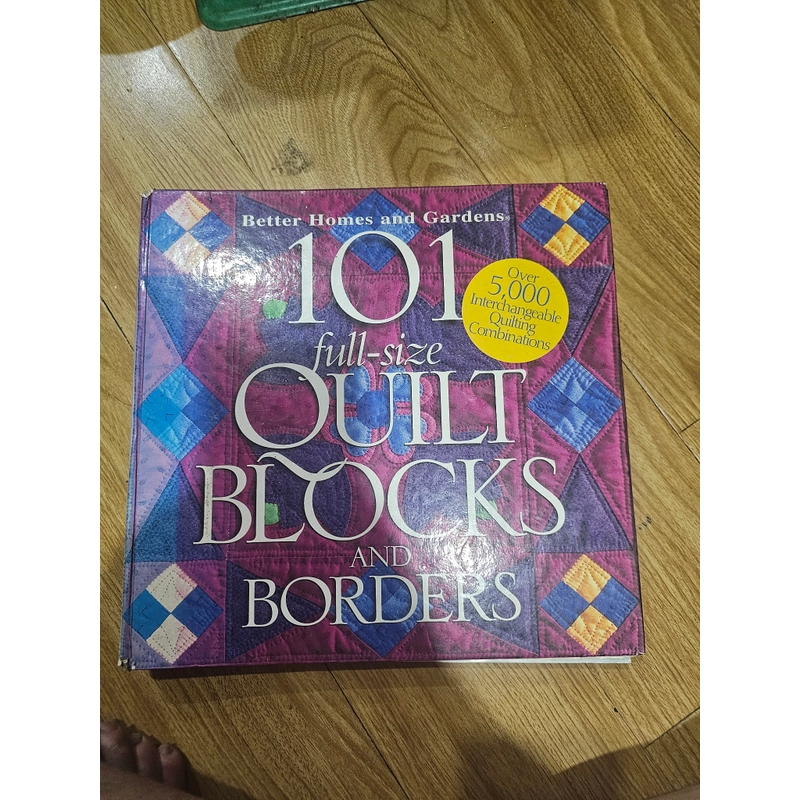 Better Homes and Gardens®
101
full-size
QUILT
BLOCKS
AND
BORDERS
Over
5,000
Interchangeable
Quilting
Combinations